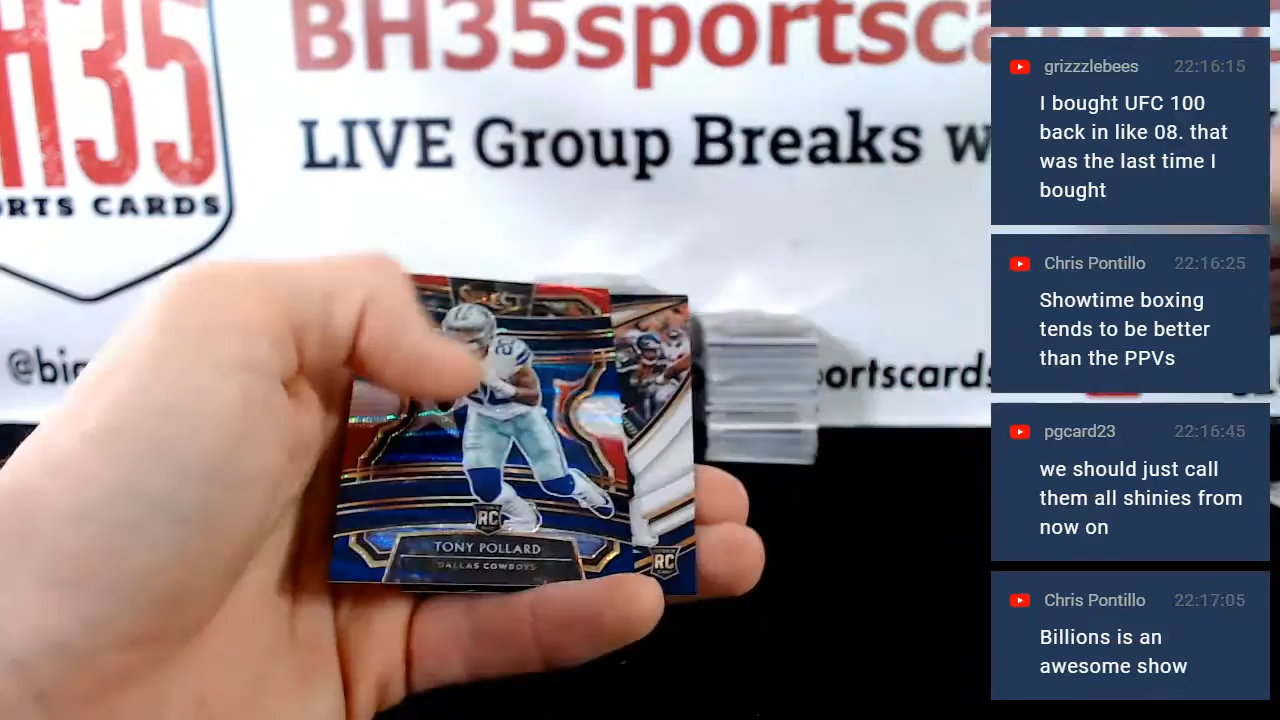 BH35sportsca
LIVE Group Breaks w
H35
RTS CARDS
@big
ortscards
SELECT
20
RC
TONY POLLARD
DALLAS COWBOYS
RC
grizzzlebees 22:16:15
I bought UFC 100
back in like 08. that
was the last time I
bought
Chris Pontillo 22:16:25
Showtime boxing
tends to be better
than the PPVs
pgcard23 22:16:45
we should just call
them all shinies from
now on
Chris Pontillo 22:17:05
Billions is an
awesome show